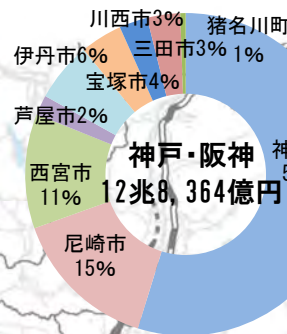 川西市3%
猪名川町
1%
三田市3%
伊丹市6%
宝塚市4%
芦屋市2%
神戸・阪神
12兆8,364億円
神
5
西宮市
11%
尼崎市
15%